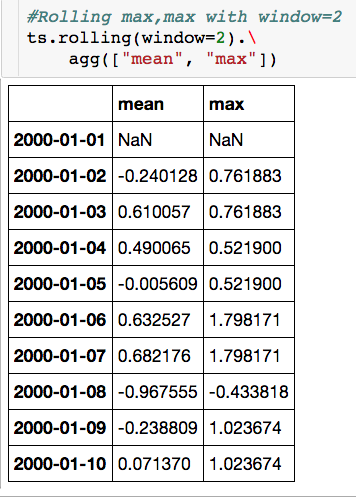 #Rolling max,max with window=2
ts.rolling(window=2).\
agg(["mean", "max"])
mean max
2000-01-01 NaN NaN
2000-01-02 -0.240128 0.761883
2000-01-03 0.610057 0.761883
2000-01-04 0.490065 0.521900
2000-01-05 -0.005609 0.521900
2000-01-06 0.632527 1.798171
2000-01-07 0.682176 1.798171
2000-01-08 -0.967555 -0.433818
2000-01-09 -0.238809 1.023674
2000-01-10 0.071370 1.023674